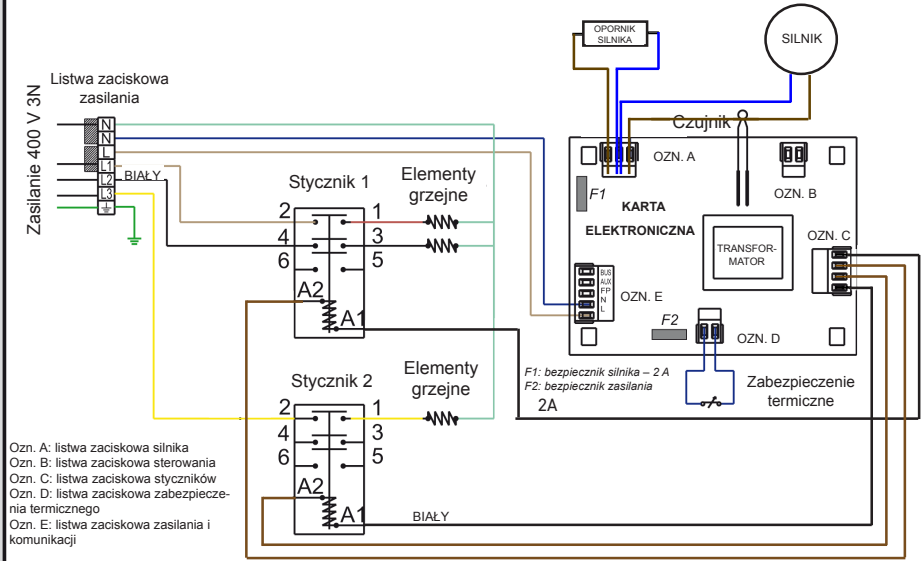 Zasilanie 400 V 3N
Listwa zaciskowa
zasilania
N
N
L
L1
L2
L3
BIAŁY
Stycznik 1
2
1
4
3
6
5
A2
A1
Elementy
grzejne
Stycznik 2
2
1
4
3
6
5
A2
A1
BIAŁY
Elementy
grzejne
OPORNIK
SILNIKA
SILNIK
Czujnik
OZN. A
OZN. B
F1
KARTA
ELEKTRONICZNA
TRANSFOR-
MATOR
OZN. C
BUS
AUX
FP
N
L
OZN. E
F2
OZN. D
F1: bezpiecznik silnika – 2 A
F2: bezpiecznik zasilania
2A
Zabezpieczenie
termiczne
Ozn. A: listwa zaciskowa silnika
Ozn. B: listwa zaciskowa sterowania
Ozn. C: listwa zaciskowa styczników
Ozn. D: listwa zaciskowa zabezpiecze-
nia termicznego
Ozn. E: listwa zaciskowa zasilania i
komunikacji